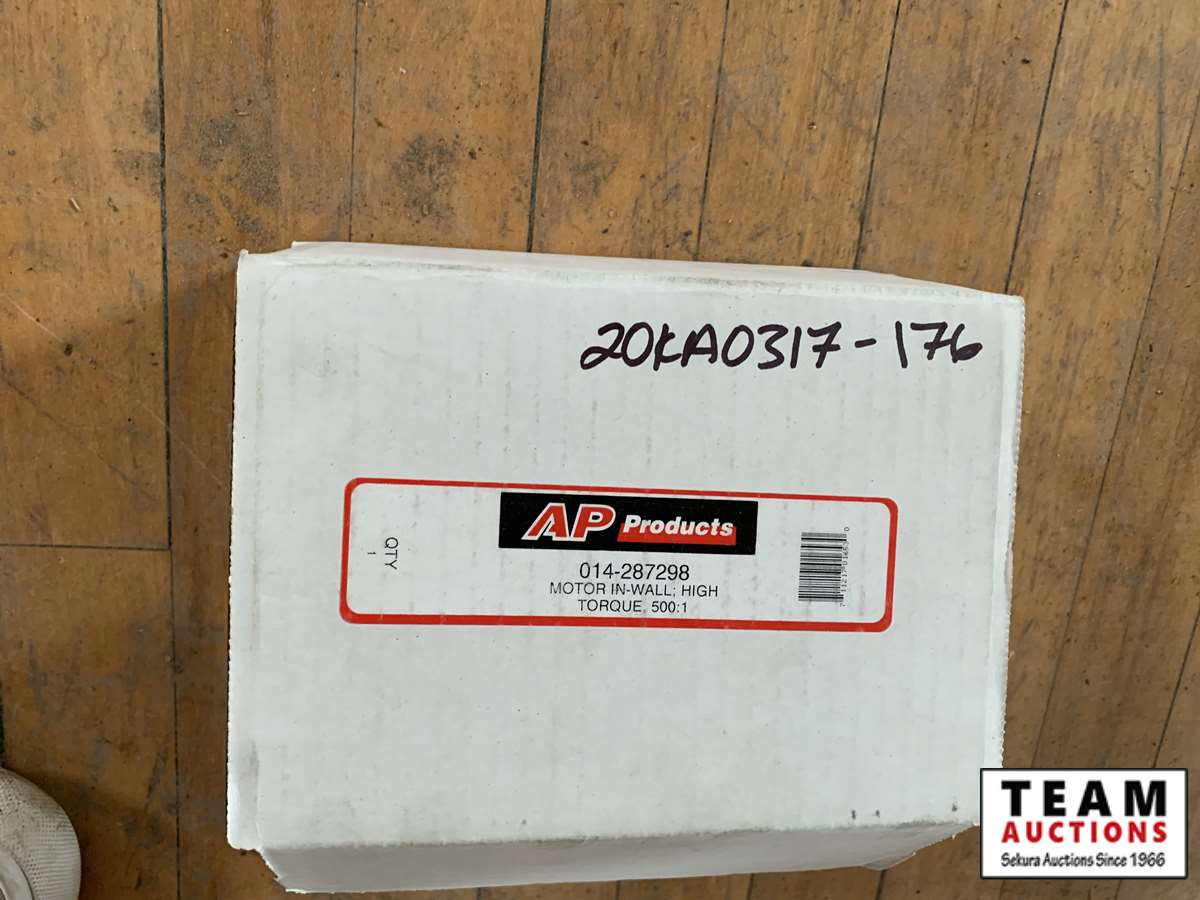 20KA0317-176
AP Products
QTY
1
014-287298
MOTOR IN-WALL; HIGH
TORQUE, 500:1
TEAM
AUCTIONS
Sekura Auctions Since 1966